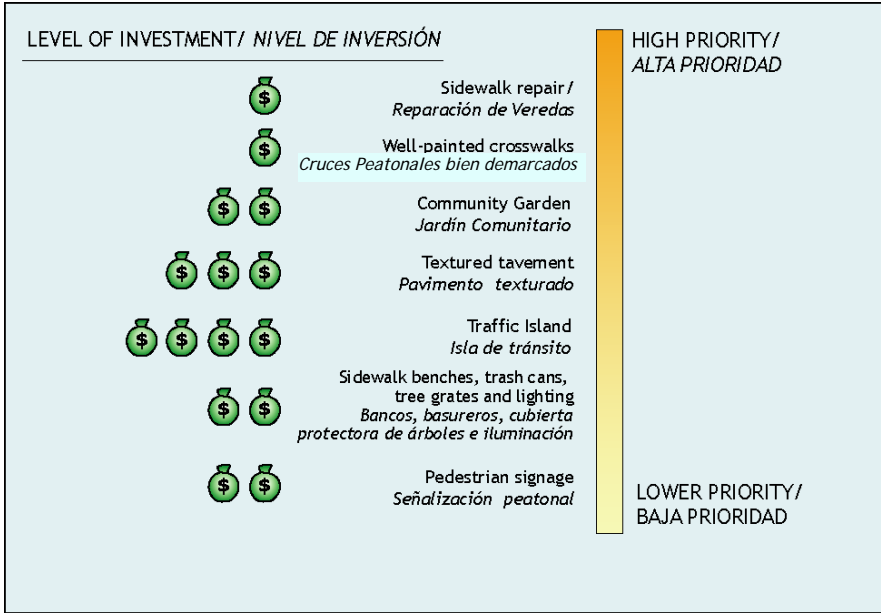 LEVEL OF INVESTMENT/ NIVEL DE INVERSIÓN
HIGH PRIORITY/
ALTA PRIORIDAD
$
Sidewalk repair/
Reparación de Veredas
$
Well-painted crosswalks
Cruces Peatonales bien demarcados
$ $
Community Garden
Jardín Comunitario
$ $ $
Textured tavement
Pavimento texturado
$ $ $ $
Traffic Island
Isla de tránsito
$ $
Sidewalk benches, trash cans,
tree grates and lighting
Bancos, basureros, cubierta
protectora de árboles e iluminación
$ $
Pedestrian signage
Señalización peatonal
LOWER PRIORITY/
BAJA PRIORIDAD